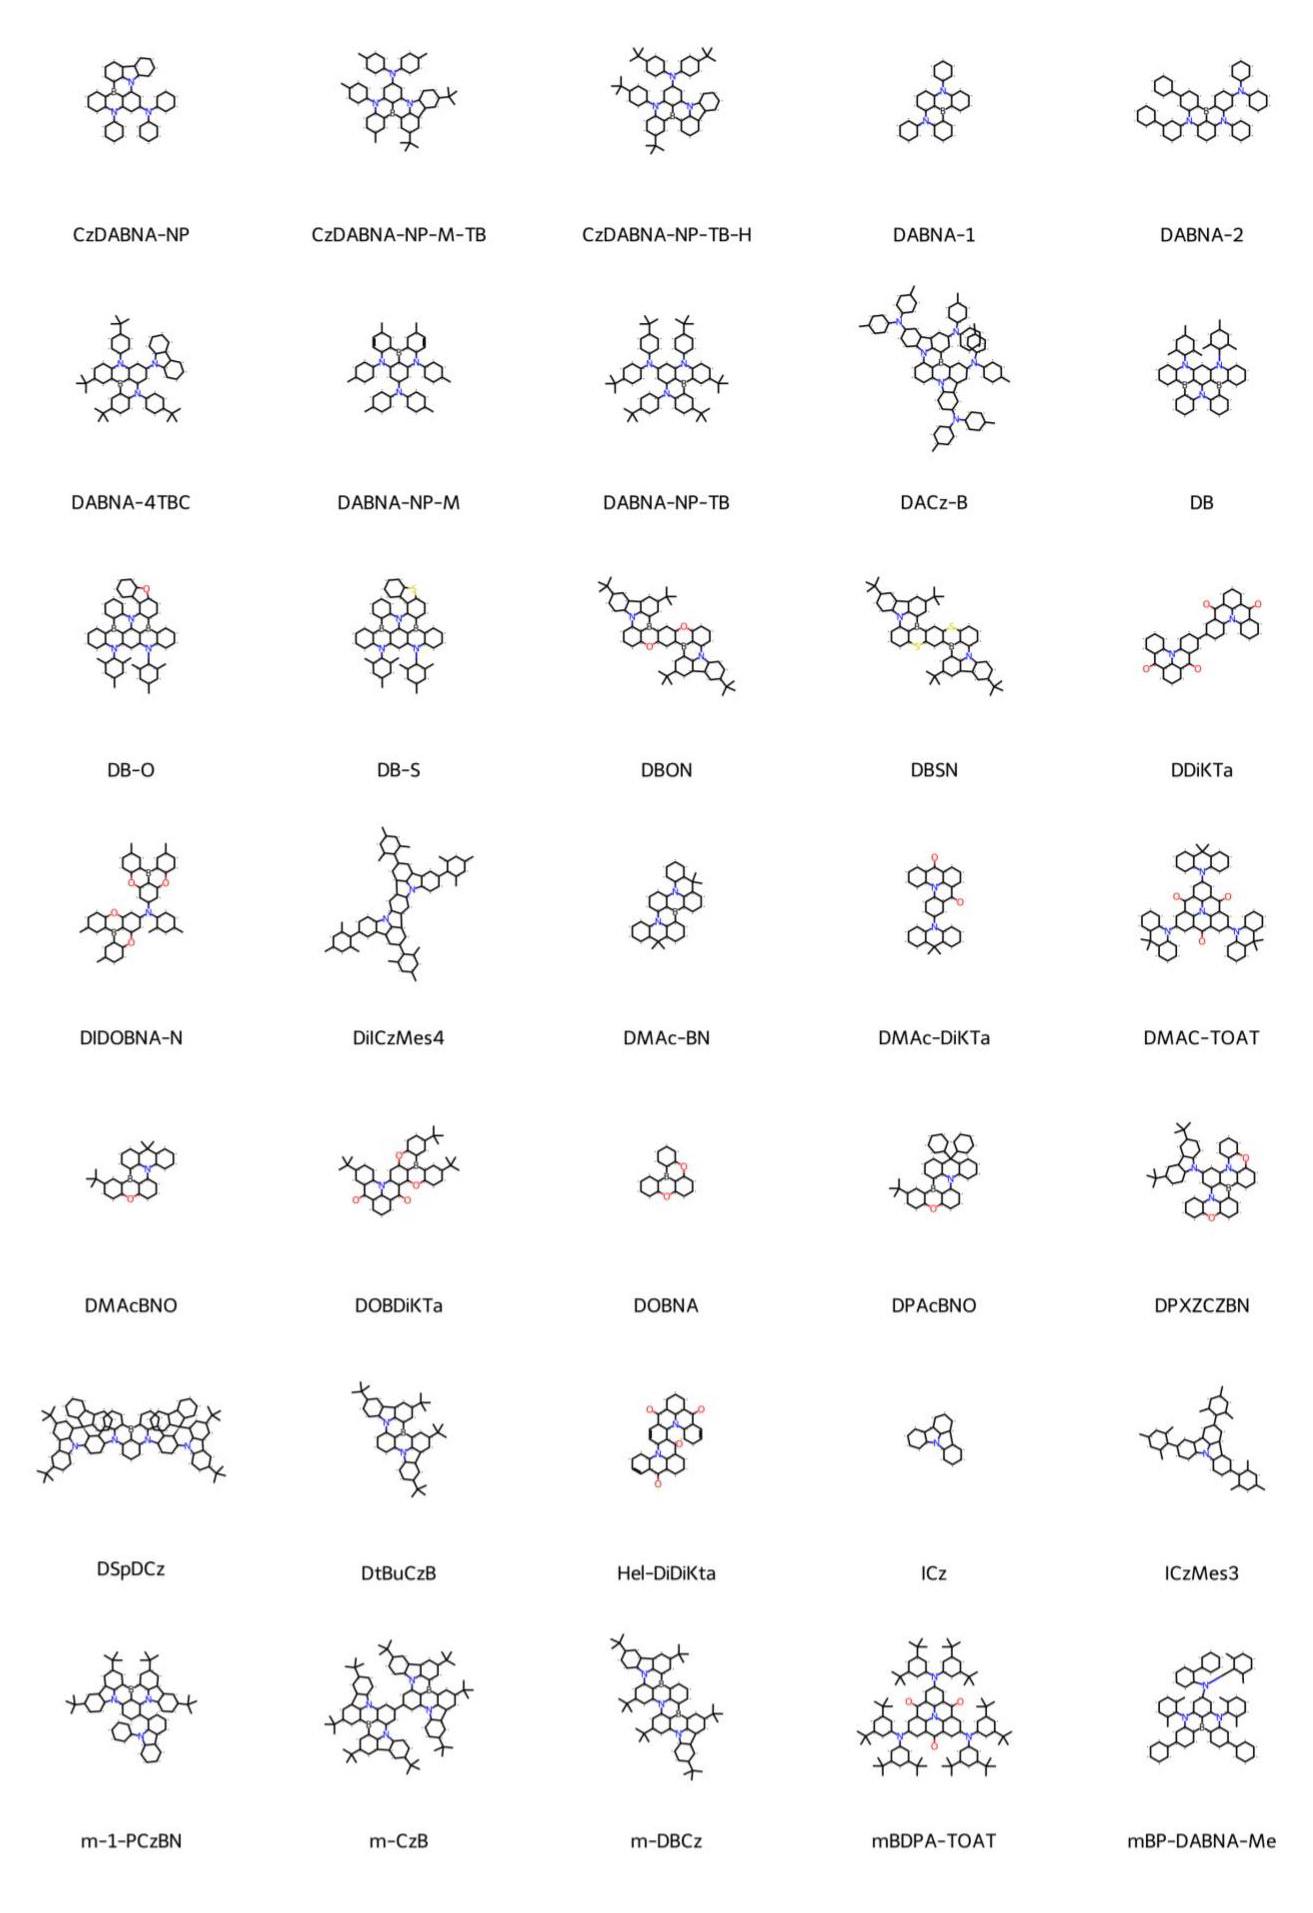 CzDABNA-NP CzDABNA-NP-M-TB CzDABNA-NP-TB-H DABNA-1 DABNA-2
DABNA-4TBC DABNA-NP-M DABNA-NP-TB DACz-B DB
DB-O DB-S DBON DBSN DDiKTa
DIDOBNA-N DiICzMes4 DMAc-BN DMAc-DiKTa DMAC-TOAT
DMAcBNO DOBDiKTa DOBNA DPAcBNO DPXZCZBN
DSpDCz DtBuCzB Hel-DiDiKta ICz ICzMes3
m-1-PCzBN m-CzB m-DBCz mBDPA-TOAT mBP-DABNA-Me